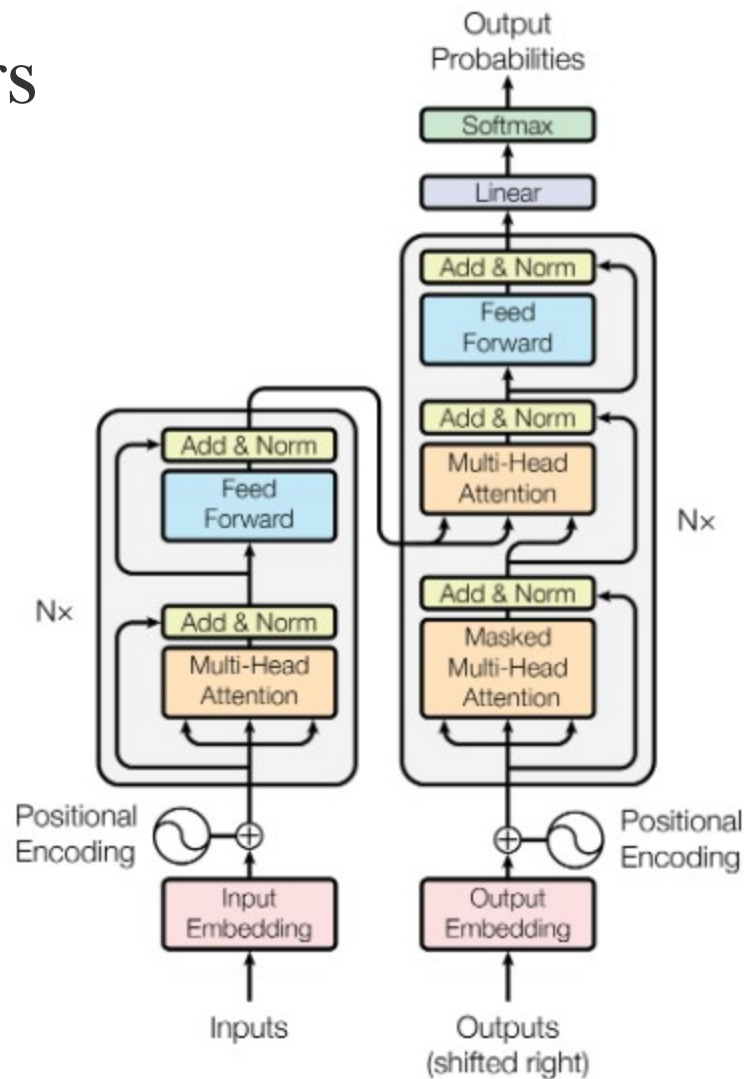 rs
Output
Probabilities
Softmax
Linear
Add & Norm
Feed
Forward
Add & Norm
Multi-Head
Attention
Nx
Add & Norm
Masked
Multi-Head
Attention
Add & Norm
Feed
Forward
Nx
Add & Norm
Multi-Head
Attention
Positional
Encoding
Positional
Encoding
Input
Embedding
Output
Embedding
Inputs
Outputs
(shifted right)